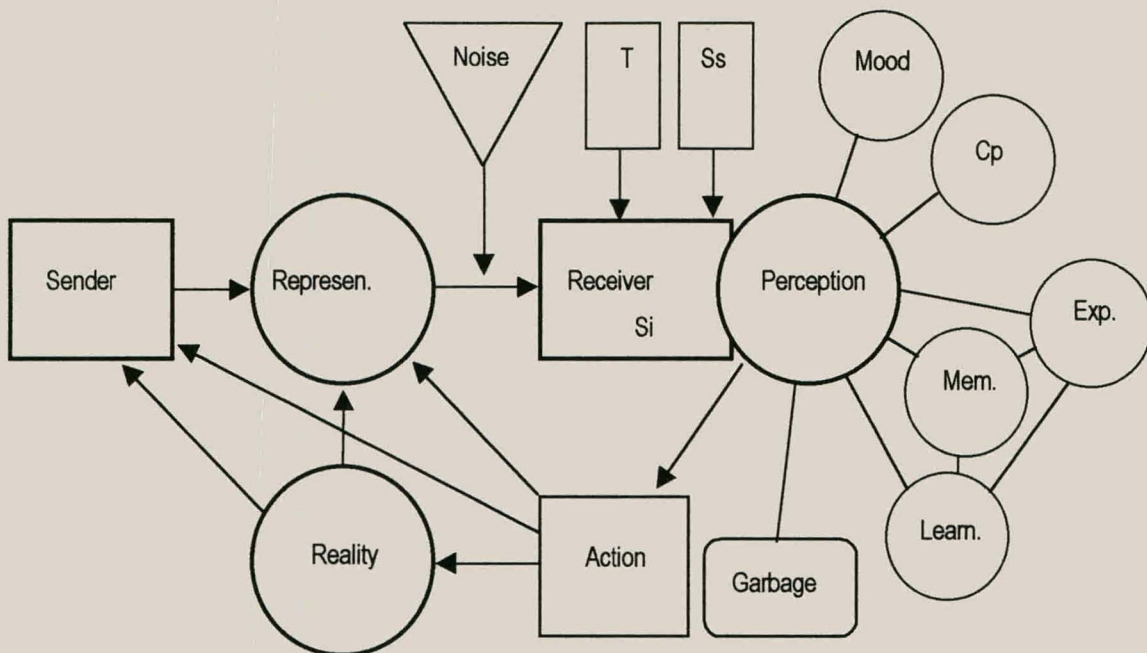 Noise
T
Ss
Mood
Cp
Sender
Represen.
Receiver
Si
Perception
Exp.
Mem.
Learn.
Reality
Action
Garbage